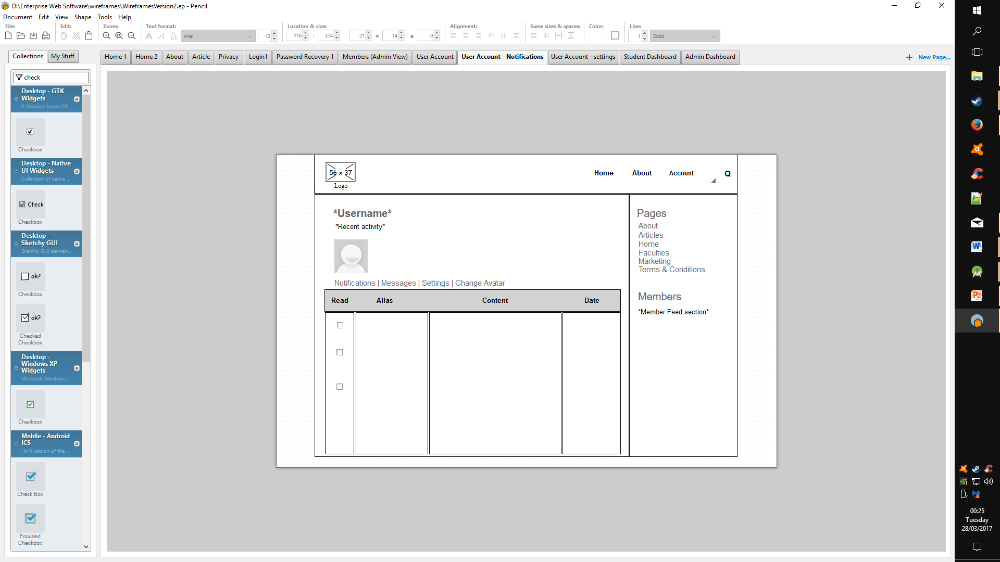 D:\Enterprise Web Software\wireframes\WireframesVersion2.ep - Pencil
Document Edit View Shape Tools Help
File: Edit: Zoom: Text format: Location & size: Alignment: Same sizes & spaces: Color: Line:
1:1 Arial 12 116 : 374 21 x 14 a: 0 1 Solid
Collections My Stuff
Home 1 Home 2 About Article Privacy Login1 Password Recovery 1 Members (Admin View) User Account User Account - Notifications User Account - settings Student Dashboard Admin Dashboard + New Page...
check
Desktop - GTK
Widgets
A Nodoka-based GT...
Checkbox
Desktop - Native
UI Widgets
Collection of native ...
Check
Checkbox
Desktop -
Sketchy GUI
Sketchy GUI elemen...
ok?
Checkbox
ok?
Checked
Checkbox
Desktop -
Windows XP
Widgets
Microsoft Windows ...
Checkbox
Mobile - Android
ICS
Hi-Fi version of the ...
Check Box
Focused
Checkbox
56 x 37
Logo
Home About Account Q
*Username*
*Recent activity*
Notifications | Messages | Settings | Change Avatar
Read Alias Content Date
Pages
About
Articles
Home
Faculties
Marketing
Terms & Conditions
Members
*Member Feed section*
00:25
Tuesday
28/03/2017